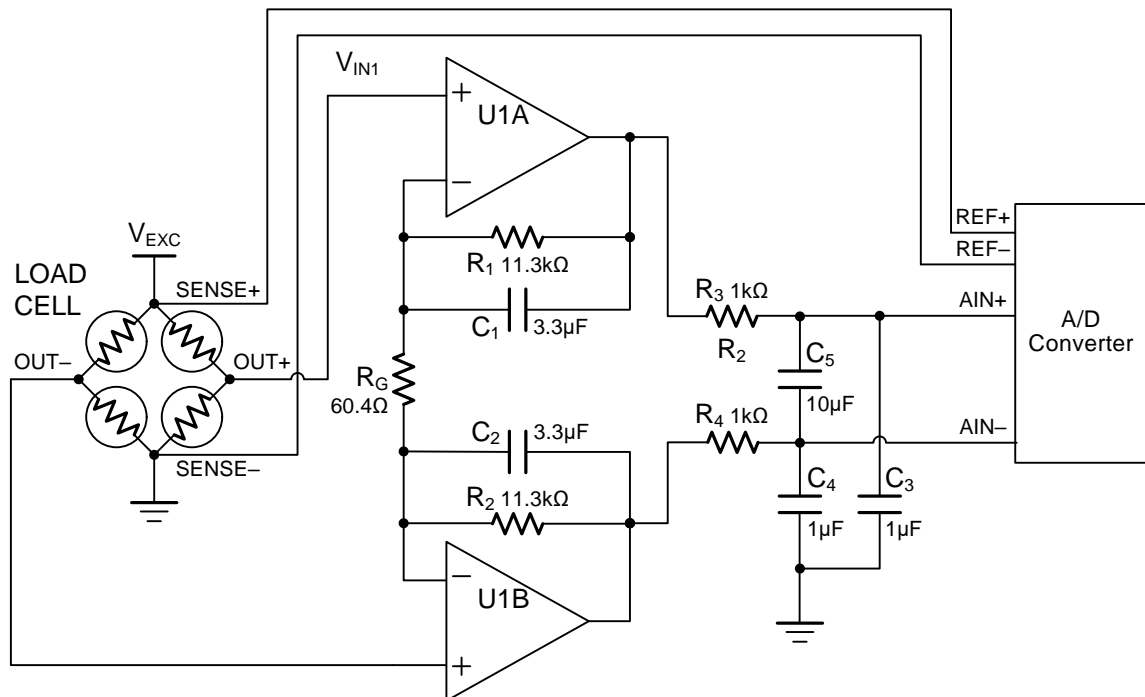 V_IN1
+
U1A
−
REF+
REF−
V_EXC
R1 11.3kΩ
LOAD
CELL
SENSE+
R3 1kΩ
AIN+
A/D
Converter
C1 3.3µF
OUT−
OUT+
R2
C5
RG
60.4Ω
10µF
R4 1kΩ
AIN−
C2 3.3µF
SENSE−
R2 11.3kΩ
C4
C3
1µF
1µF
−
U1B
+